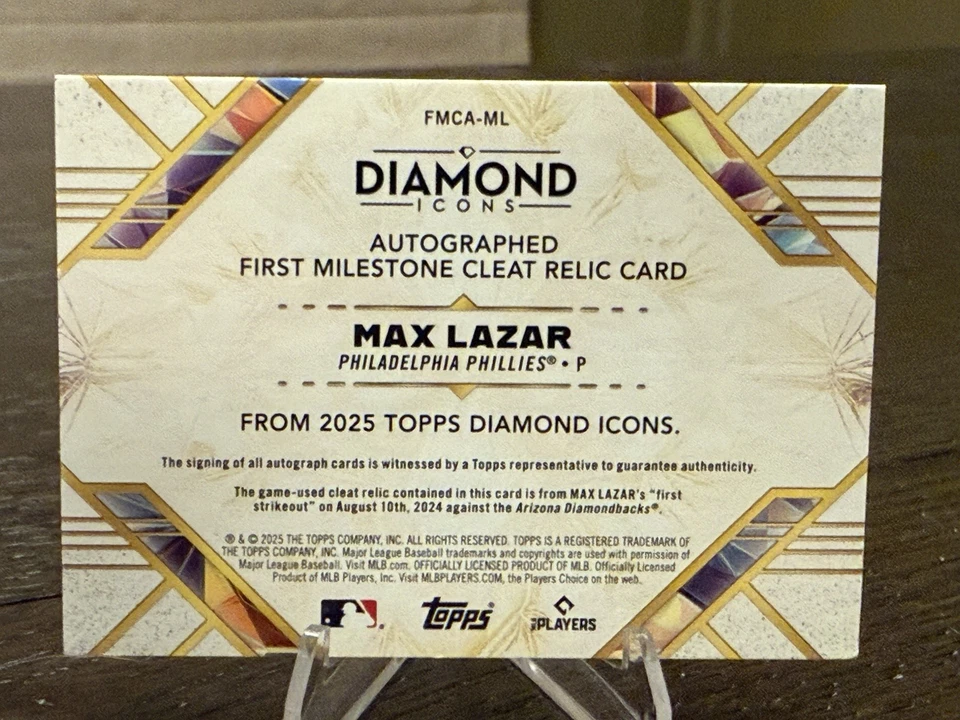 FMCA-ML
DIAMOND
ICONS
AUTOGRAPHED
FIRST MILESTONE CLEAT RELIC CARD
MAX LAZAR
PHILADELPHIA PHILLIES® • P
FROM 2025 TOPPS DIAMOND ICONS.
The signing of all autograph cards is witnessed by a Topps representative to guarantee authenticity.
The game-used cleat relic contained in this card is from MAX LAZAR's "first
strikeout" on August 10th, 2024 against the Arizona Diamondbacks®.
® & © 2025 THE TOPPS COMPANY, INC. ALL RIGHTS RESERVED. TOPPS IS A REGISTERED TRADEMARK OF
THE TOPPS COMPANY, INC. Major League Baseball trademarks and copyrights are used with permission of
Major League Baseball. Visit MLB.com. OFFICIALLY LICENSED PRODUCT OF MLB. Officially Licensed
Product of MLB Players, Inc. Visit MLBPLAYERS.COM, the Players Choice on the web.
topps® PLAYERS